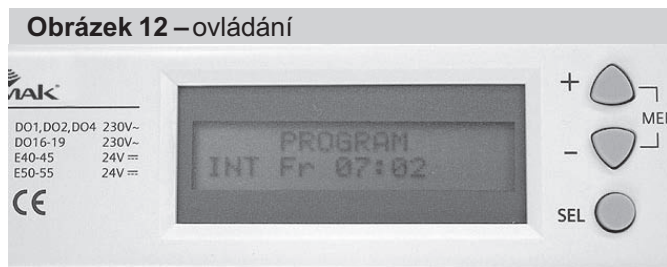 Obrázek 12 – ovládání
MAK
DO1,DO2,DO4 230V~
DO16-19 230V~
E40-45 24V ⎓
E50-55 24V ⎓
CE
PROGRAM
INT Fr 07:02
+
-
SEL